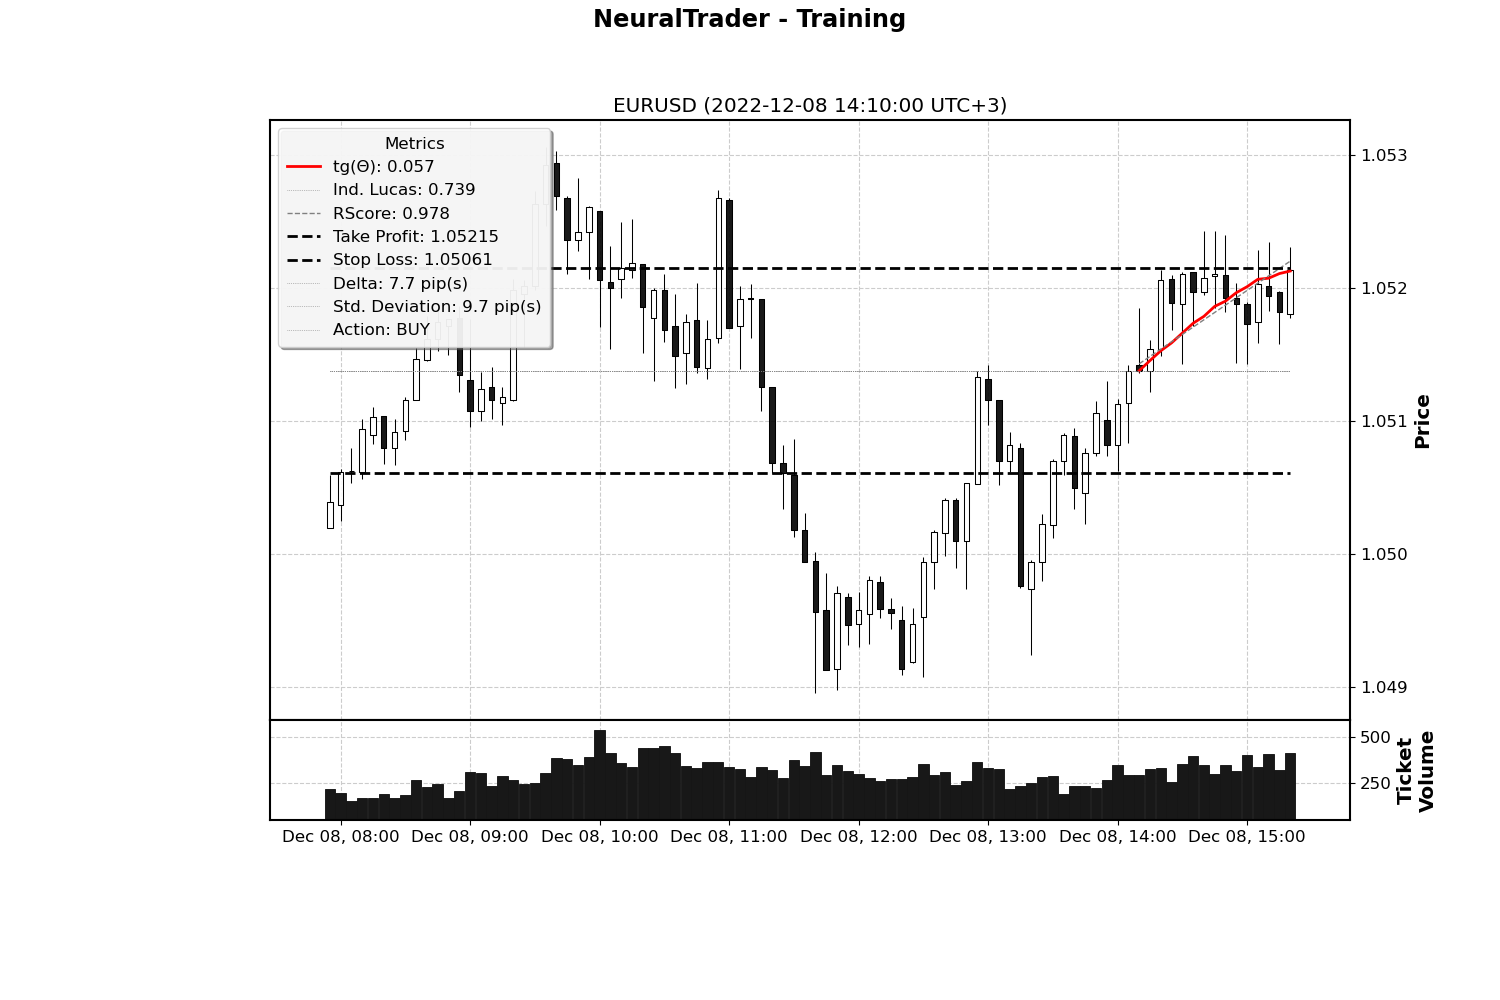 NeuralTrader - Training
EURUSD (2022-12-08 14:10:00 UTC+3)
Metrics
tg(Θ): 0.057
Ind. Lucas: 0.739
RScore: 0.978
Take Profit: 1.05215
Stop Loss: 1.05061
Delta: 7.7 pip(s)
Std. Deviation: 9.7 pip(s)
Action: BUY
1.053
1.052
1.051
1.050
1.049
Price
500
250
Ticket
Volume
Dec 08, 08:00
Dec 08, 09:00
Dec 08, 10:00
Dec 08, 11:00
Dec 08, 12:00
Dec 08, 13:00
Dec 08, 14:00
Dec 08, 15:00